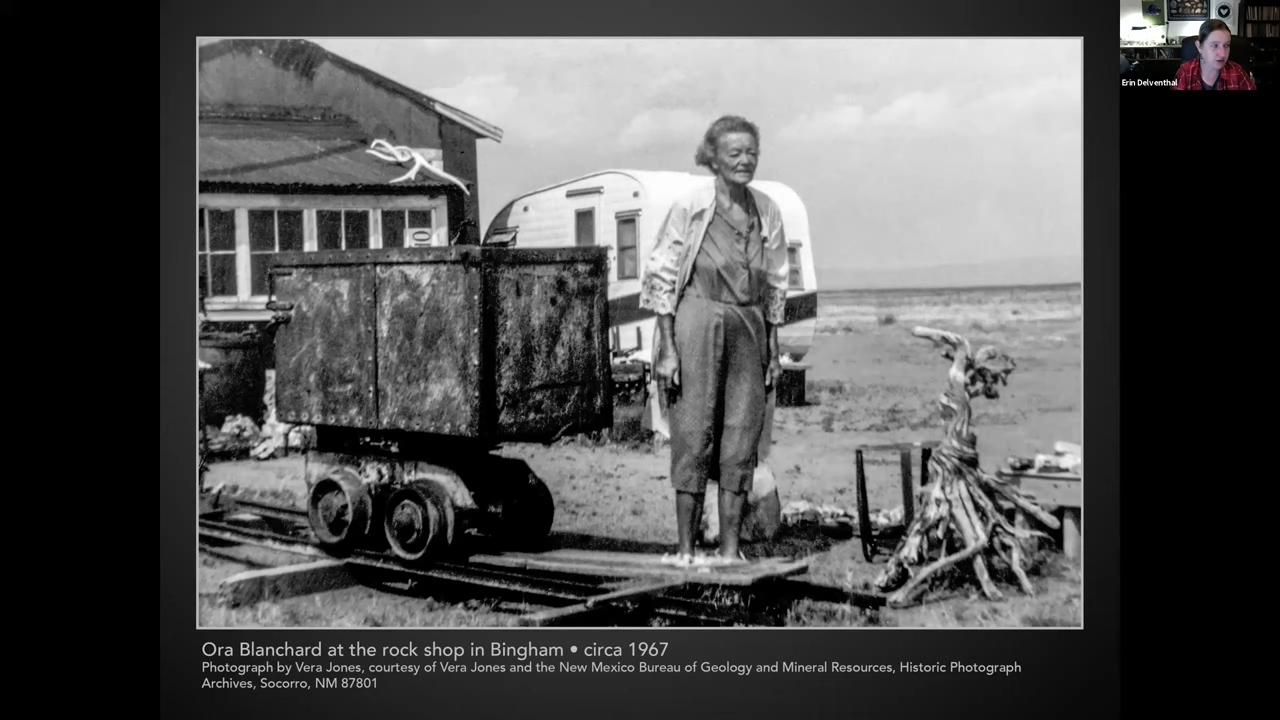 Erin Delventhal
Ora Blanchard at the rock shop in Bingham • circa 1967
Photograph by Vera Jones, courtesy of Vera Jones and the New Mexico Bureau of Geology and Mineral Resources, Historic Photograph
Archives, Socorro, NM 87801